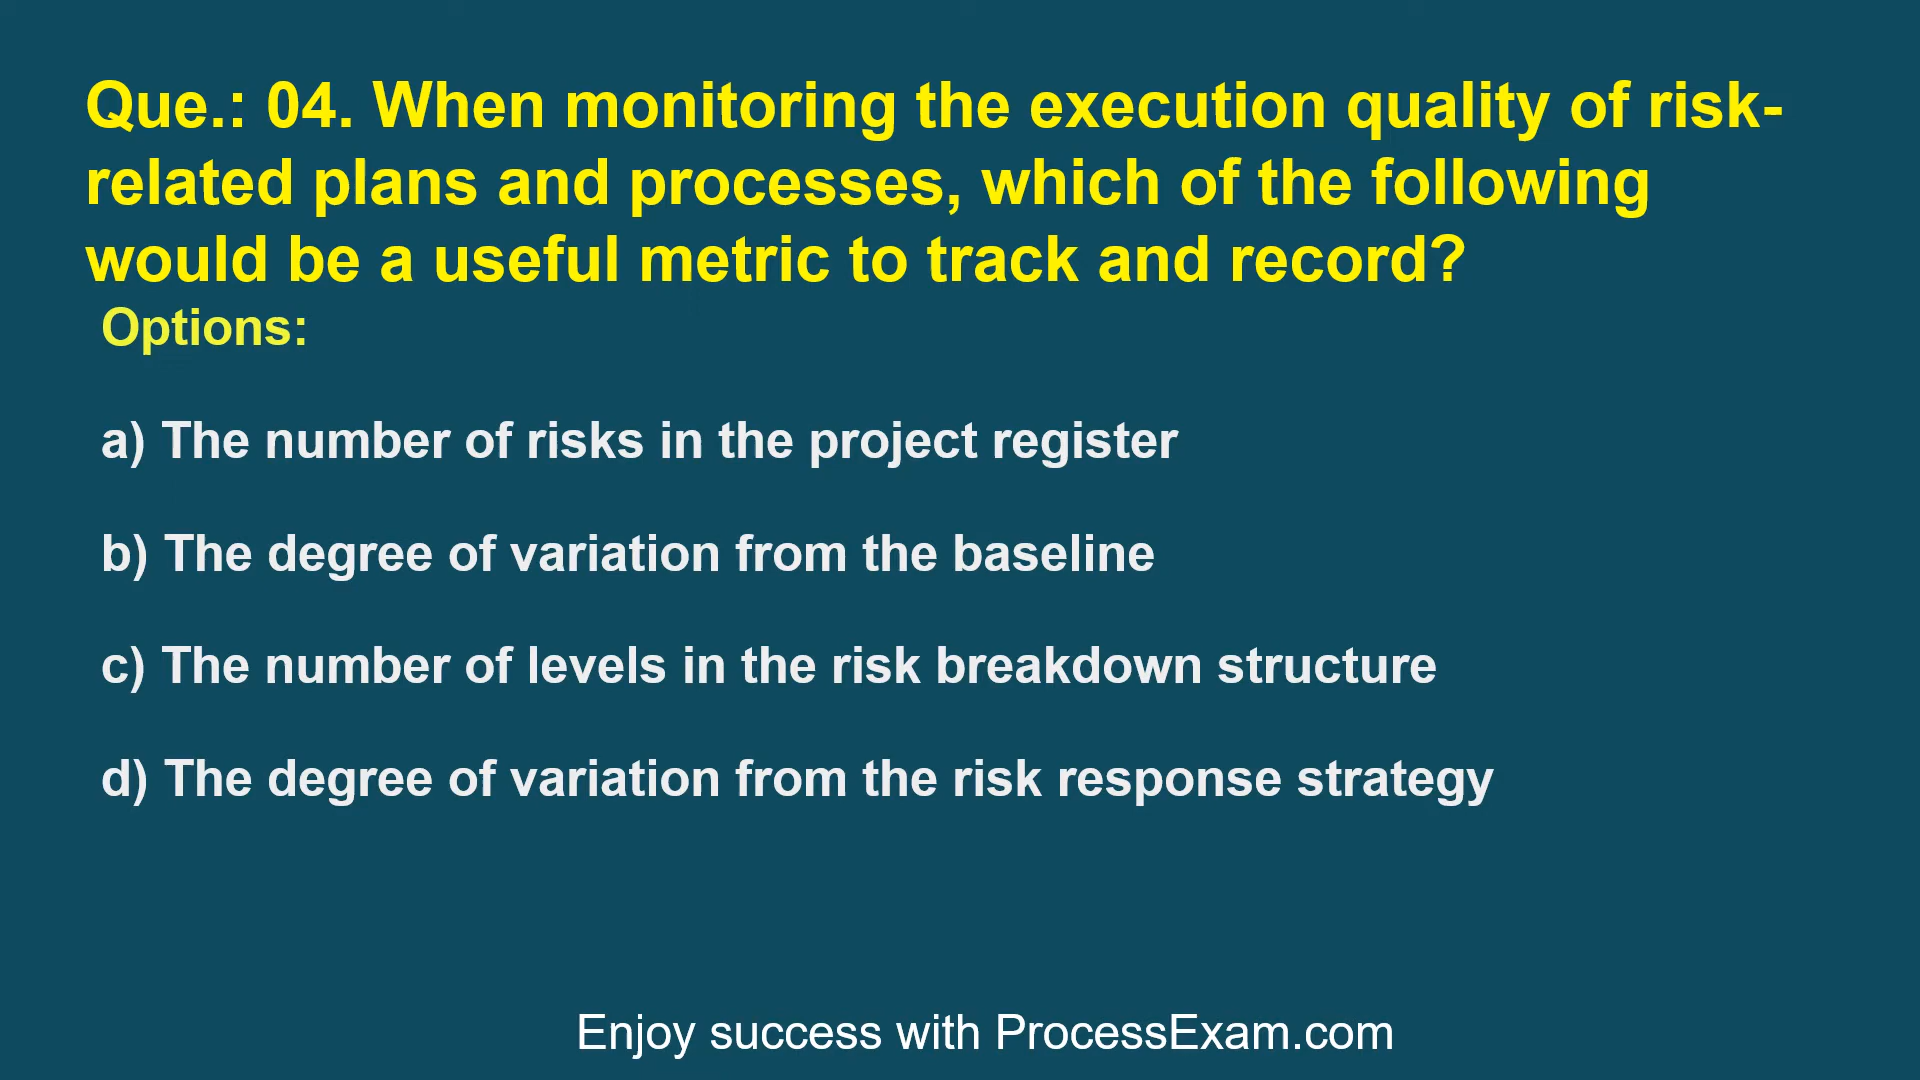 Que.: 04. When monitoring the execution quality of risk-
related plans and processes, which of the following
would be a useful metric to track and record?
Options:
a) The number of risks in the project register
b) The degree of variation from the baseline
c) The number of levels in the risk breakdown structure
d) The degree of variation from the risk response strategy
Enjoy success with ProcessExam.com